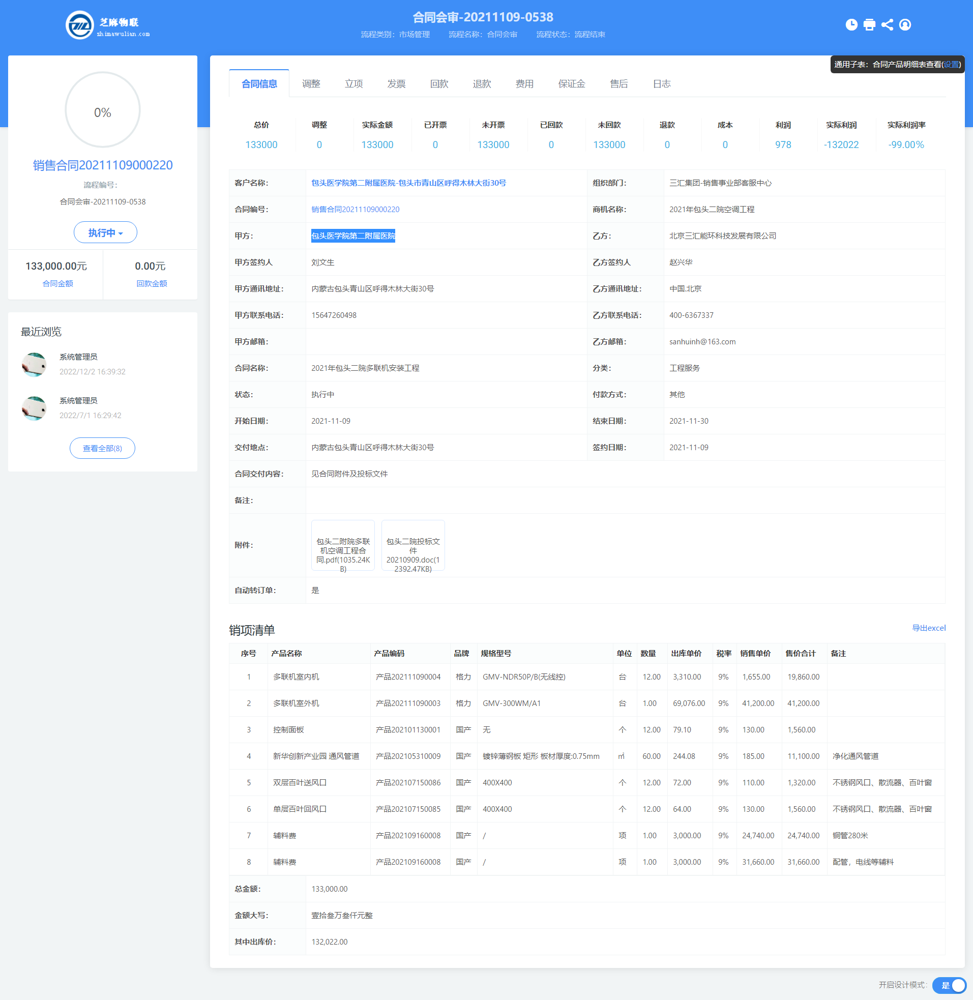 芝麻物联
zhimawulian.com
合同会审-20211109-0538
流程类别：市场管理 流程名称：合同会审 流程状态：流程结束
通用子表：合同产品明细表查看(设置)
0%
销售合同20211109000220
流程编号：
合同会审-20211109-0538
执行中
133,000.00元 0.00元
合同金额 回款金额
最近浏览
系统管理员
2022/12/2 16:39:32
系统管理员
2022/7/1 16:29:42
查看全部(8)
合同信息 调整 立项 发票 回款 退款 费用 保证金 售后 日志
总价 调整 实际金额 已开票 未开票 已回款 未回款 退款 成本 利润 实际利润 实际利润率
133000 0 133000 0 133000 0 133000 0 0 978 -132022 -99.00%
客户名称： 包头医学院第二附属医院-包头市青山区呼得木林大街30号 组织部门： 三汇集团-销售事业部客服中心
合同编号： 销售合同20211109000220 商机名称： 2021年包头二院空调工程
甲方： 包头医学院第二附属医院 乙方： 北京三汇能环科技发展有限公司
甲方签约人 刘文生 乙方签约人 赵兴华
甲方通讯地址： 内蒙古包头青山区呼得木林大街30号 乙方通讯地址： 中国.北京
甲方联系电话： 15647260498 乙方联系电话： 400-6367337
甲方邮箱： 乙方邮箱： sanhuinh@163.com
合同名称： 2021年包头二院多联机安装工程 分类： 工程服务
状态： 执行中 付款方式： 其他
开始日期： 2021-11-09 结束日期： 2021-11-30
交付地点： 内蒙古包头青山区呼得木林大街30号 签约日期： 2021-11-09
合同交付内容： 见合同附件及投标文件
备注：
附件：
包头二附院多联
机空调工程合
同.pdf(1035.24K
B)
包头二院投标文
件
20210909.doc(1
2392.47KB)
自动转订单： 是
销项清单 导出excel
序号 产品名称 产品编码 品牌 规格型号 单位 数量 出库单价 税率 销售单价 售价合计 备注
1 多联机室内机 产品202111090004 格力 GMV-NDR50P/B(无线控) 台 12.00 3,310.00 9% 1,655.00 19,860.00
2 多联机室外机 产品202111090003 格力 GMV-300WM/A1 台 1.00 69,076.00 9% 41,200.00 41,200.00
3 控制面板 产品202101130001 国产 无 个 12.00 79.10 9% 130.00 1,560.00
4 新华创新产业园 通风管道 产品202105310009 国产 镀锌薄钢板 矩形 板材厚度:0.75mm ㎡ 60.00 244.08 9% 185.00 11,100.00 净化通风管道
5 双层百叶送风口 产品202107150086 国产 400X400 个 12.00 72.00 9% 110.00 1,320.00 不锈钢风口、散流器、百叶窗
6 单层百叶回风口 产品202107150085 国产 400X400 个 12.00 64.00 9% 130.00 1,560.00 不锈钢风口、散流器、百叶窗
7 辅料费 产品202109160008 国产 / 项 1.00 3,000.00 9% 24,740.00 24,740.00 铜管280米
8 辅料费 产品202109160008 国产 / 项 1.00 3,000.00 9% 31,660.00 31,660.00 配管，电线等辅料
总金额： 133,000.00
金额大写： 壹拾叁万叁仟元整
其中出库价： 132,022.00
开启设计模式： 是